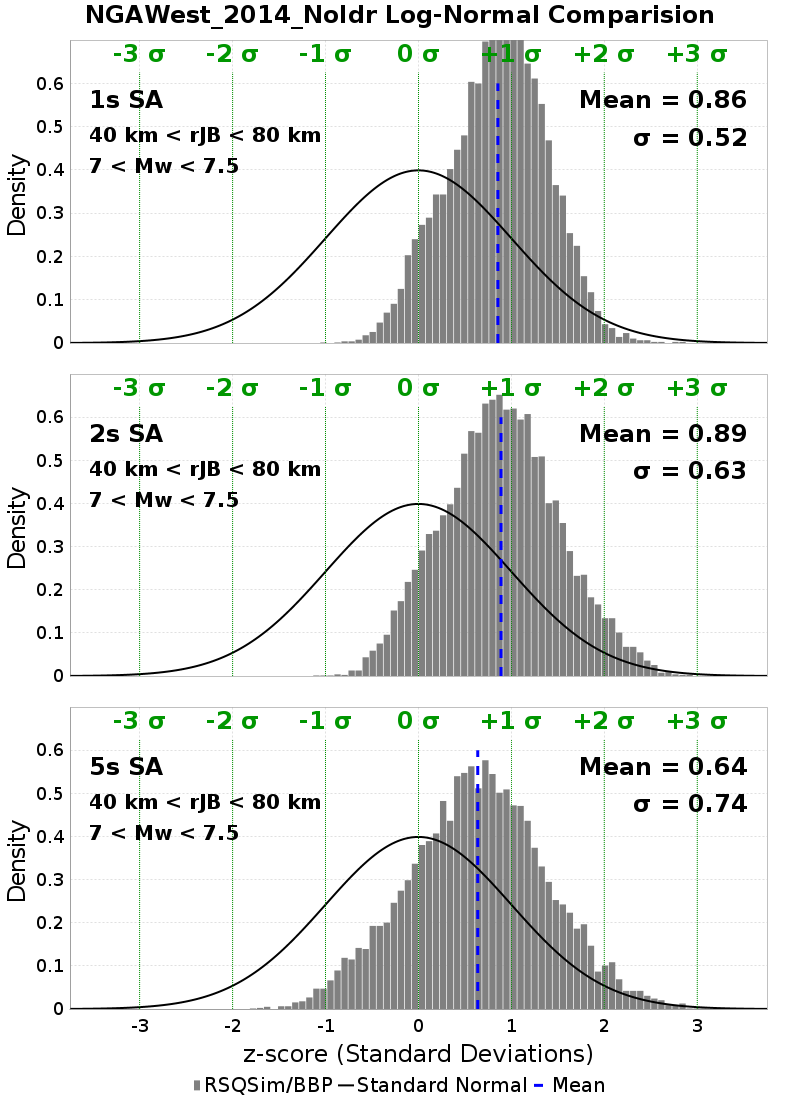 NGAWest_2014_NoIdr Log-Normal Comparision
-3 σ -2 σ -1 σ 0 σ +1 σ +2 σ +3 σ
1s SA
Mean = 0.86
40 km < rJB < 80 km
σ = 0.52
7 < Mw < 7.5
Density
0.6
0.5
0.4
0.3
0.2
0.1
0
-3 σ -2 σ -1 σ 0 σ +1 σ +2 σ +3 σ
2s SA
Mean = 0.89
40 km < rJB < 80 km
σ = 0.63
7 < Mw < 7.5
Density
0.6
0.5
0.4
0.3
0.2
0.1
0
-3 σ -2 σ -1 σ 0 σ +1 σ +2 σ +3 σ
5s SA
Mean = 0.64
40 km < rJB < 80 km
σ = 0.74
7 < Mw < 7.5
Density
0.6
0.5
0.4
0.3
0.2
0.1
0
-3 -2 -1 0 1 2 3
z-score (Standard Deviations)
RSQSim/BBP Standard Normal Mean